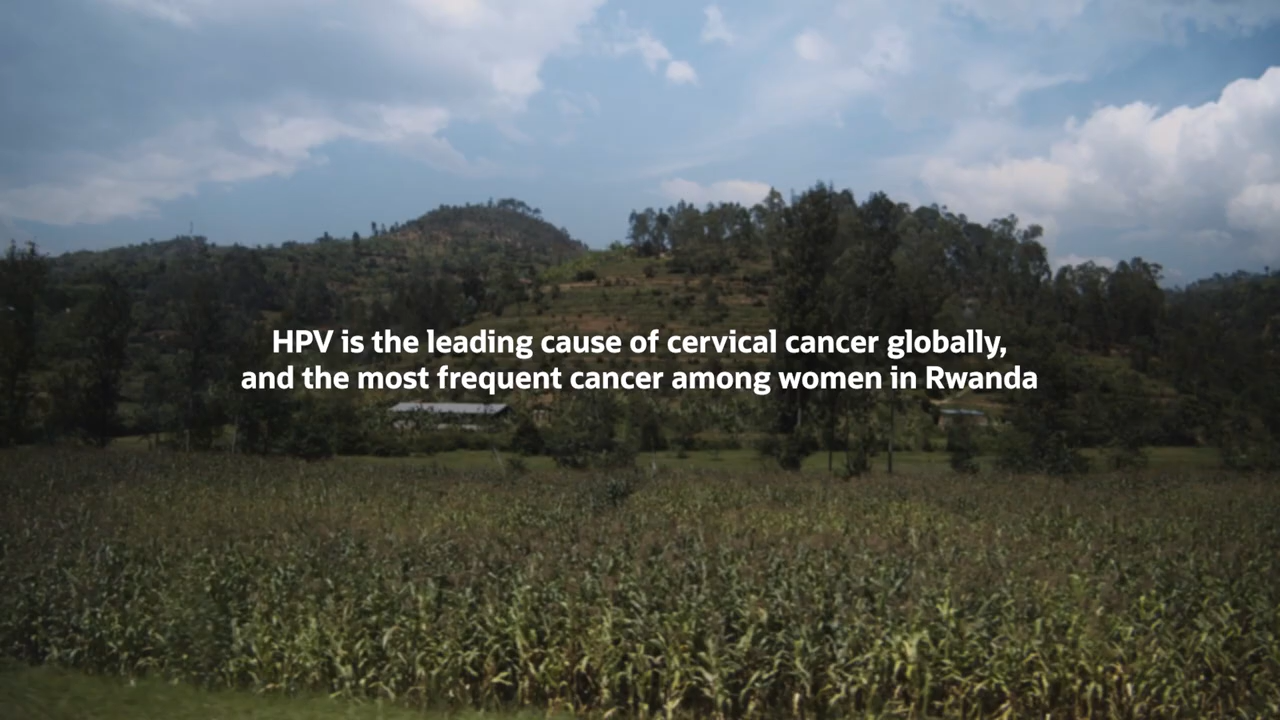 HPV is the leading cause of cervical cancer globally,
and the most frequent cancer among women in Rwanda